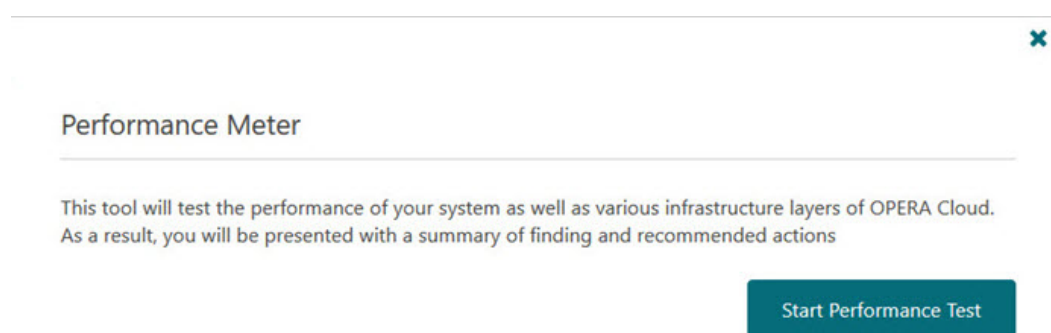 Performance Meter
This tool will test the performance of your system as well as various infrastructure layers of OPERA Cloud.
As a result, you will be presented with a summary of finding and recommended actions
Start Performance Test